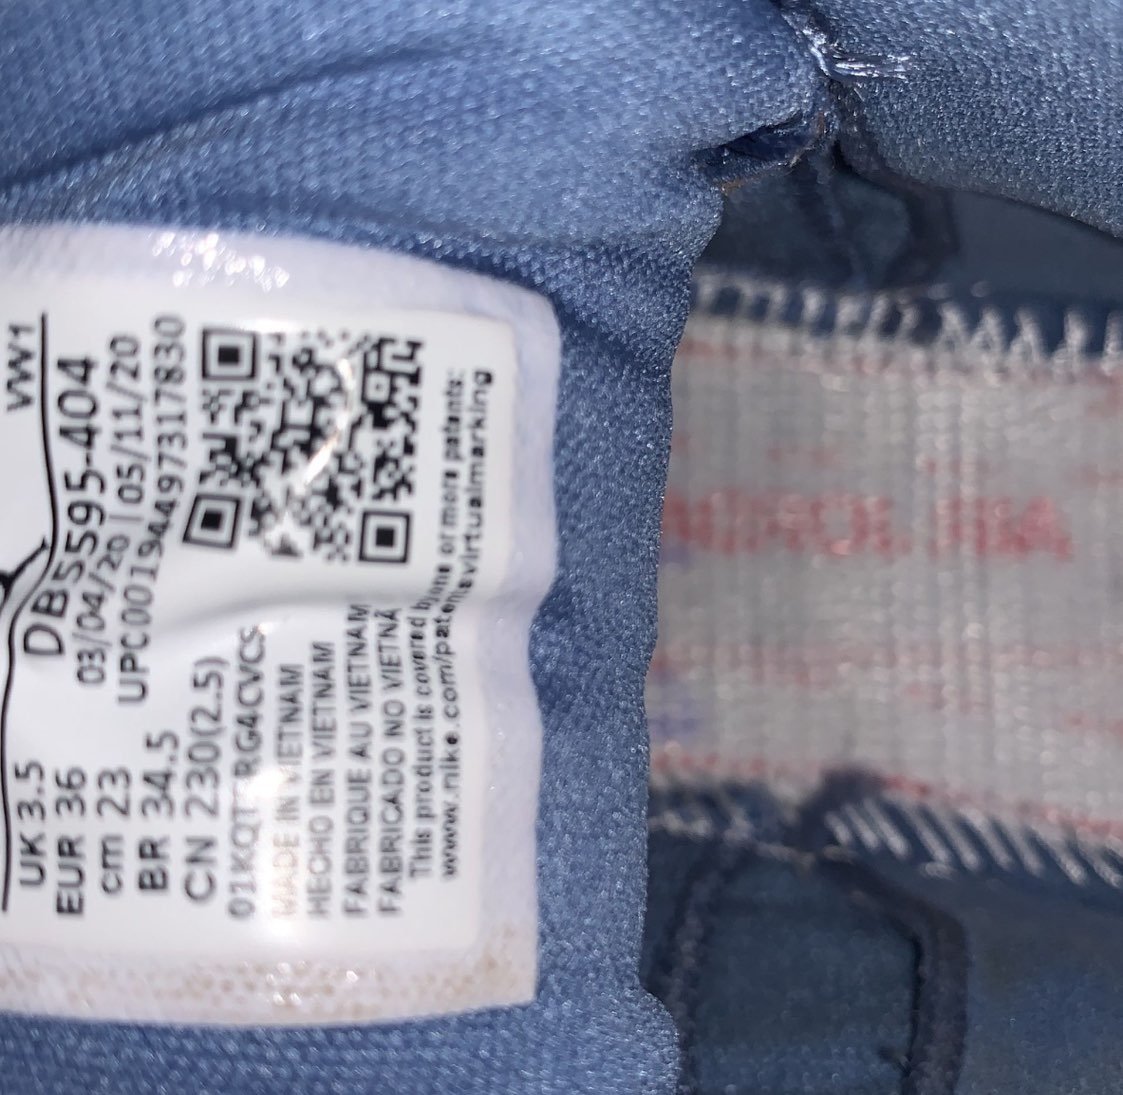 VW1
UK 3.5
EUR 36
cm 23
BR 34.5
CN 230(2.5)
DB5595-404
03/04/20 | 05/11/20
UPC00194497317830
MADE IN VIETNAM
HECHO EN VIETNAM
FABRIQUE AU VIETNAM
FABRICADO NO VIETNÃ
This product is covered by one or more patents:
www.nike.com/patents virtualmarking